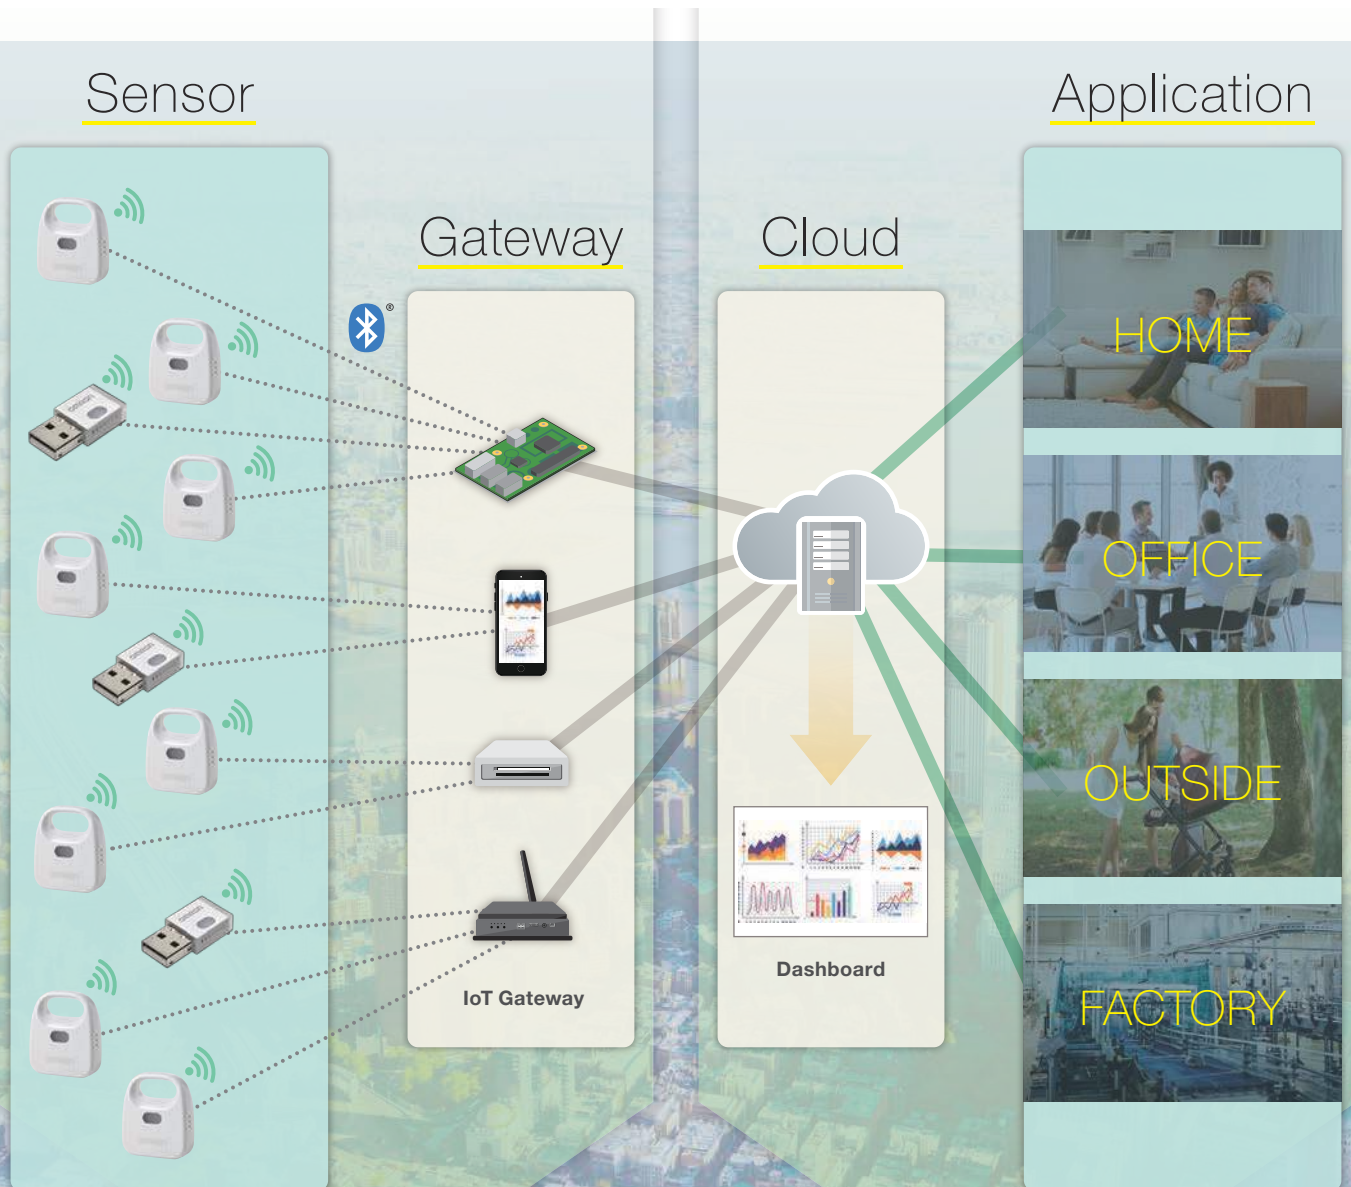 Sensor
Gateway
®
IoT Gateway
Cloud
Dashboard
Application
HOME
OFFICE
OUTSIDE
FACTORY